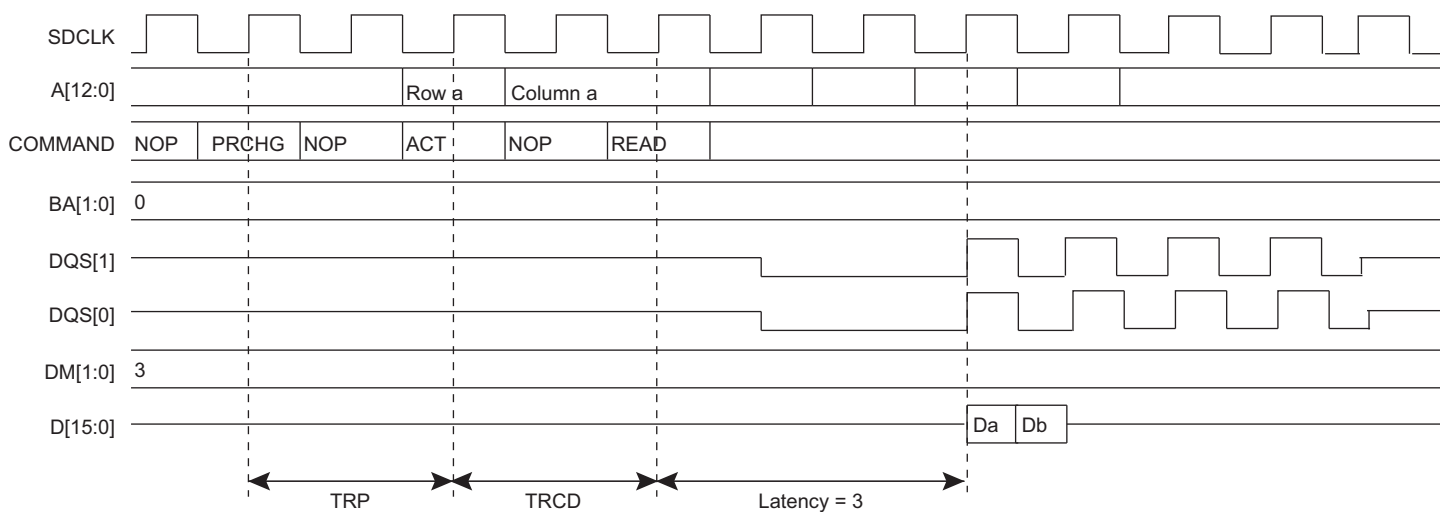 SDCLK
A[12:0] Row a Column a
COMMAND NOP PRCHG NOP ACT NOP READ
BA[1:0] 0
DQS[1]
DQS[0]
DM[1:0] 3
D[15:0] Da Db
TRP TRCD Latency = 3